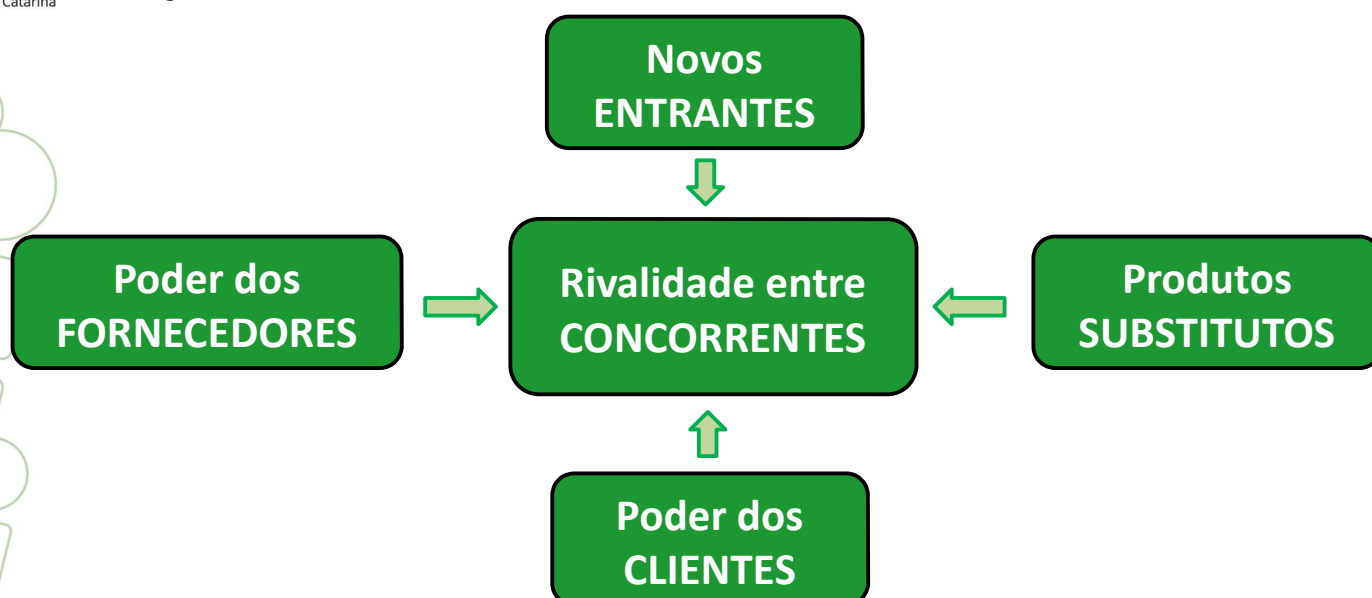 Catarina
Novos
ENTRANTES
Poder dos
FORNECEDORES
Rivalidade entre
CONCORRENTES
Produtos
SUBSTITUTOS
Poder dos
CLIENTES